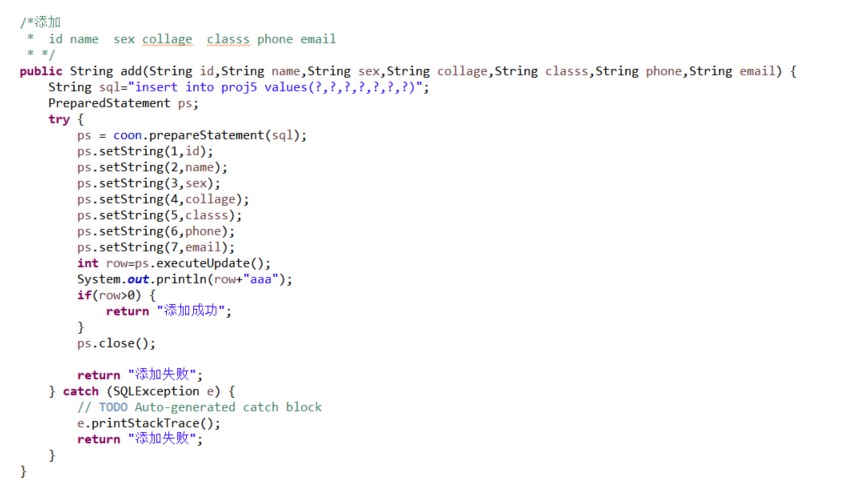 /*添加
 *  id name  sex collage  classs phone email
 * */
public String add(String id,String name,String sex,String collage,String classs,String phone,String email) {
    String sql="insert into proj5 values(?,?,?,?,?,?,?)";
    PreparedStatement ps;
    try {
        ps = coon.prepareStatement(sql);
        ps.setString(1,id);
        ps.setString(2,name);
        ps.setString(3,sex);
        ps.setString(4,collage);
        ps.setString(5,classs);
        ps.setString(6,phone);
        ps.setString(7,email);
        int row=ps.executeUpdate();
        System.out.println(row+"aaa");
        if(row>0) {
            return "添加成功";
        }
        ps.close();

        return "添加失败";
    } catch (SQLException e) {
        // TODO Auto-generated catch block
        e.printStackTrace();
        return "添加失败";
    }
}